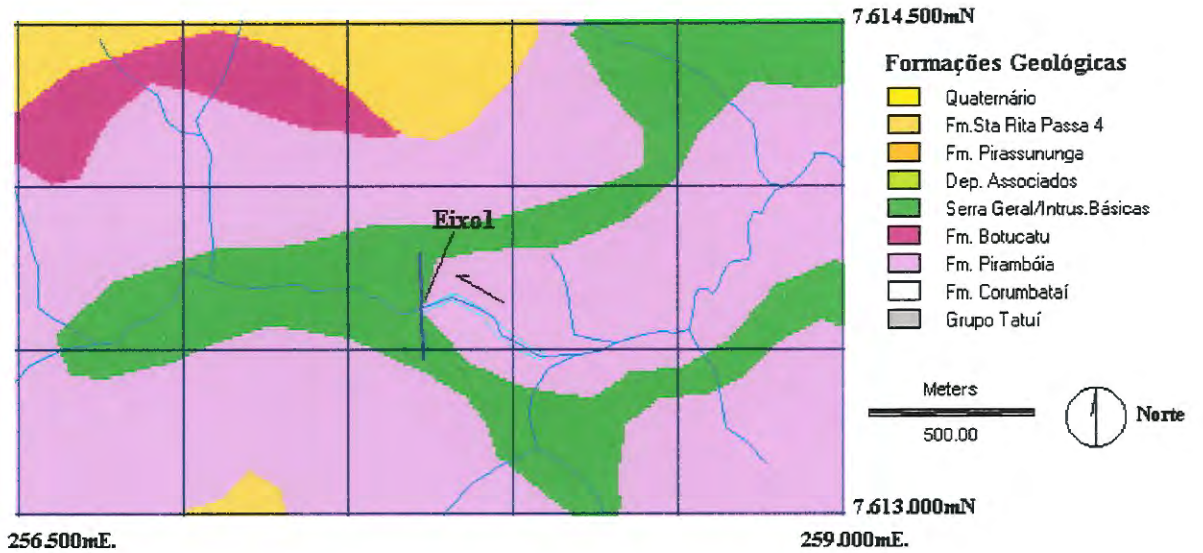 7.614.500mN
Formações Geológicas
Quaternário
Fm.Sta Rita Passa 4
Fm. Pirassununga
Dep. Associados
Serra Geral/Intrus.Básicas
Fm. Botucatu
Fm. Pirambóia
Fm. Corumbataí
Grupo Tatuí
Eixo1
Meters
500.00
Norte
7.613.000mN
256.500mE.
259.000mE.